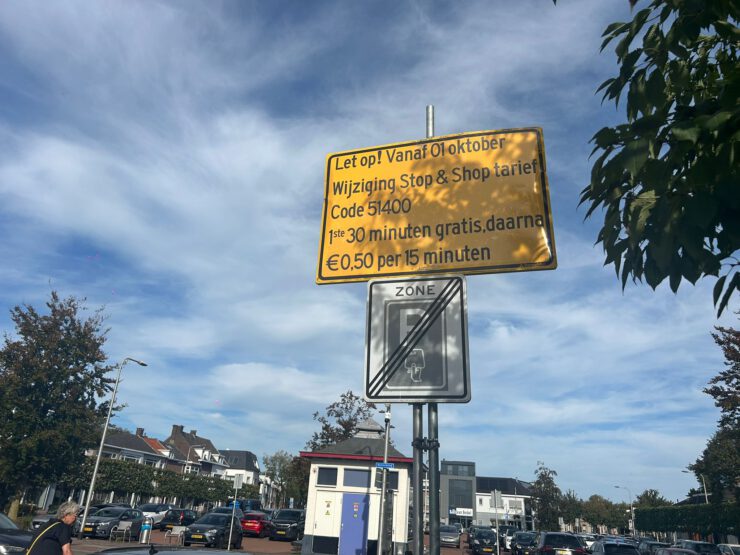 Let op! Vanaf 01 oktober
Wijziging Stop & Shop tarief
Code 51400
1ste 30 minuten gratis,daarna
€0,50 per 15 minuten
ZONE
P